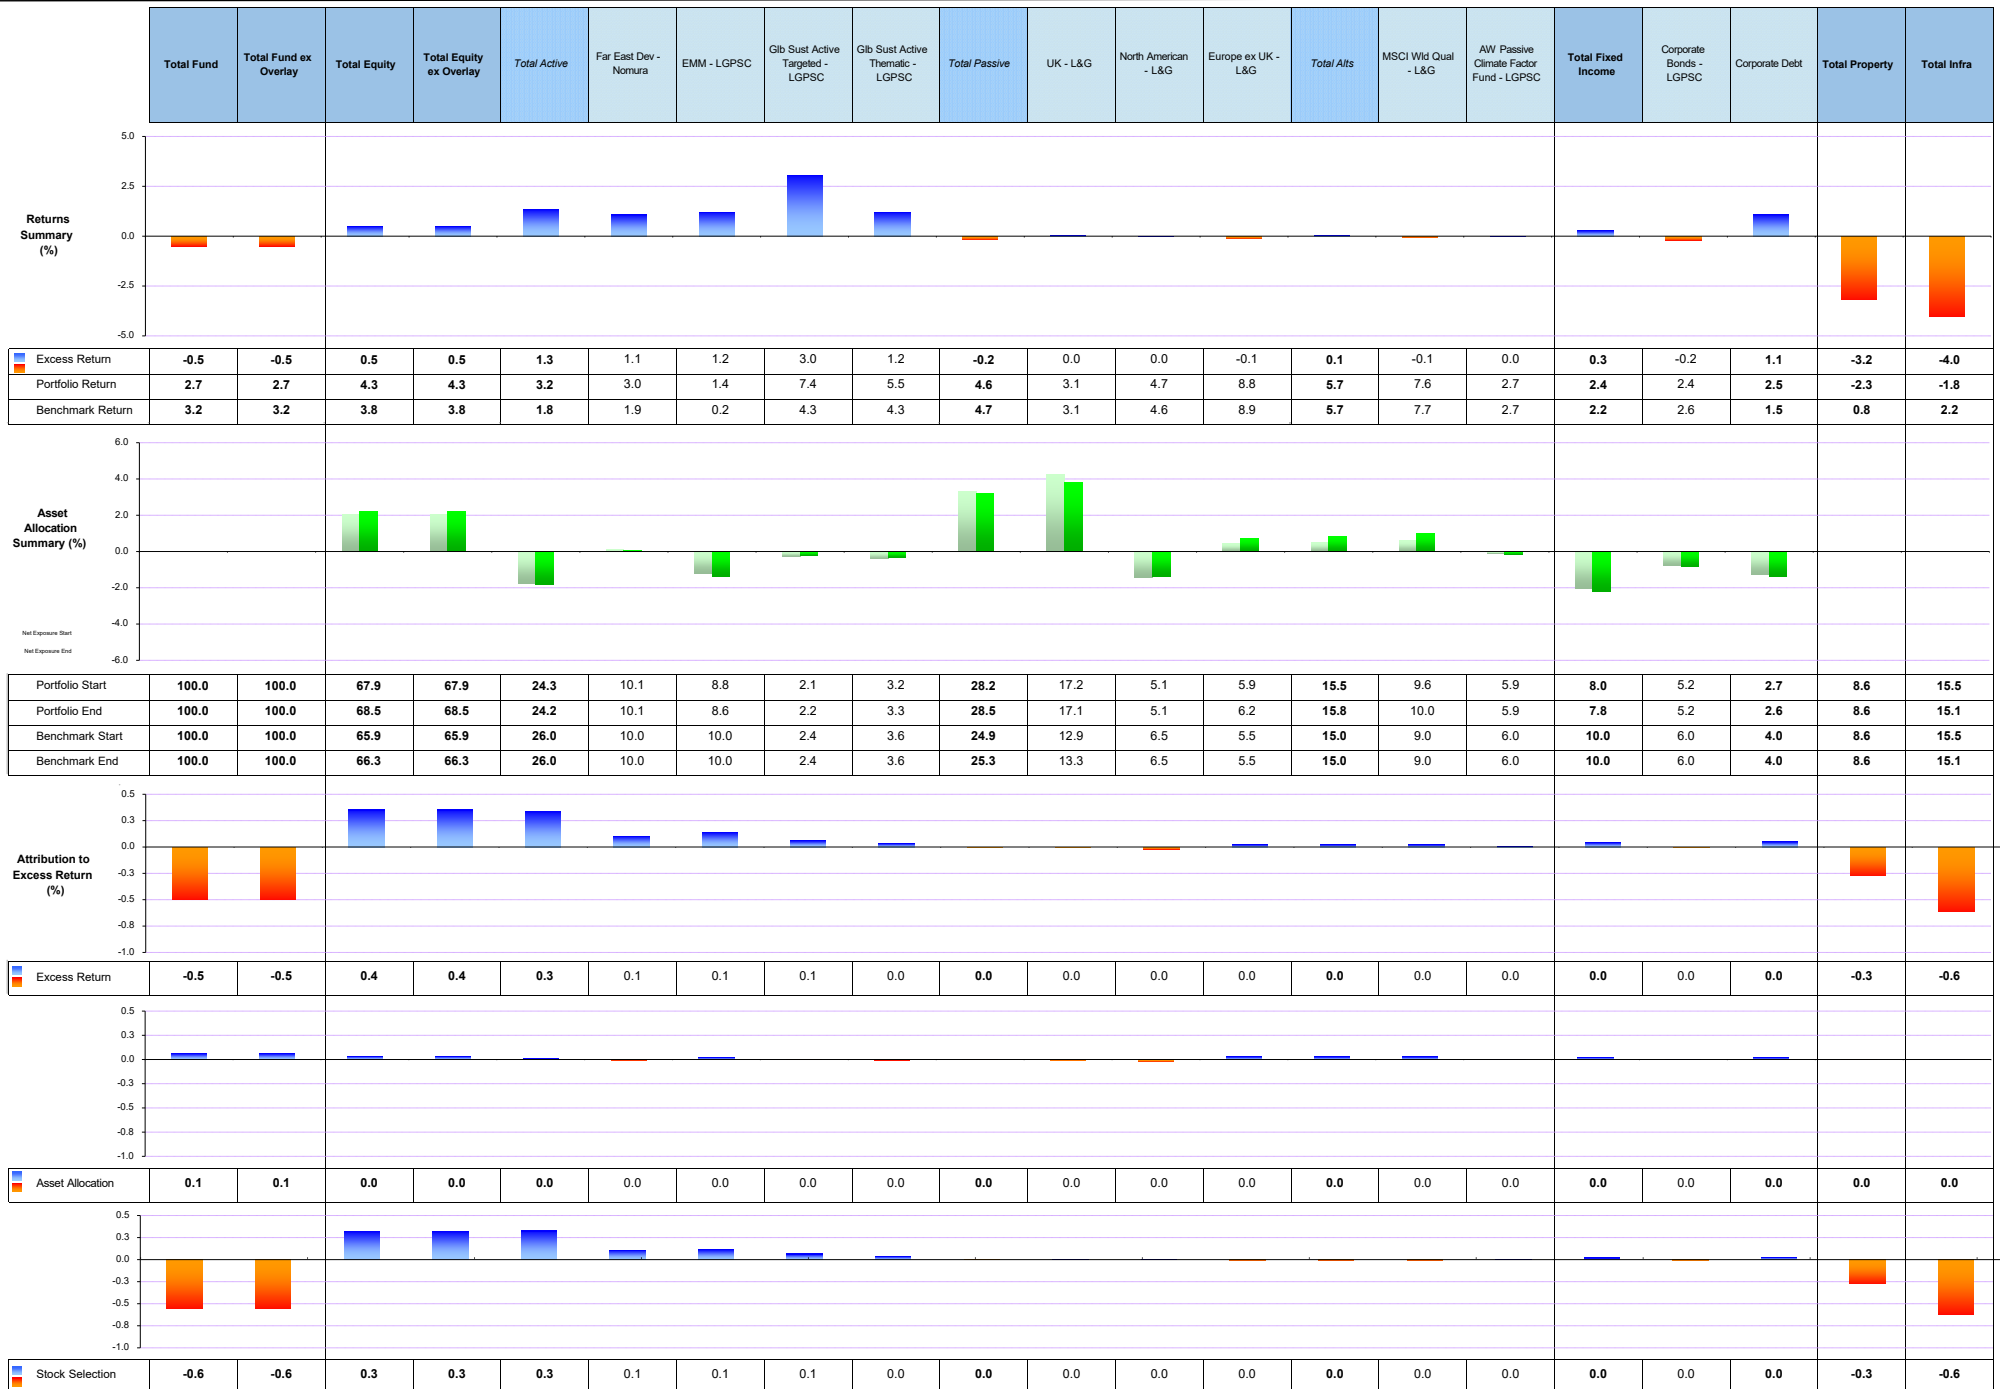 Total Fund Total Fund ex Overlay Total Equity Total Equity ex Overlay Total Active Far East Dev - Nomura EMM - LGPSC Glb Sust Active Targeted - LGPSC Glb Sust Active Thematic - LGPSC Total Passive UK - L&G North American - L&G Europe ex UK - L&G Total Alts MSCI Wld Qual - L&G AW Passive Climate Factor Fund - LGPSC Total Fixed Income Corporate Bonds - LGPSC Corporate Debt Total Property Total Infra
Returns Summary (%)
5.0
2.5
0.0
-2.5
-5.0
Excess Return -0.5 -0.5 0.5 0.5 1.3 1.1 1.2 3.0 1.2 -0.2 0.0 0.0 -0.1 0.1 -0.1 0.0 0.3 -0.2 1.1 -3.2 -4.0
Portfolio Return 2.7 2.7 4.3 4.3 3.2 3.0 1.4 7.4 5.5 4.6 3.1 4.7 8.8 5.7 7.6 2.7 2.4 2.4 2.5 -2.3 -1.8
Benchmark Return 3.2 3.2 3.8 3.8 1.8 1.9 0.2 4.3 4.3 4.7 3.1 4.6 8.9 5.7 7.7 2.7 2.2 2.6 1.5 0.8 2.2
Asset Allocation Summary (%)
6.0
4.0
2.0
0.0
-2.0
-4.0
-6.0
Net Exposure Start
Net Exposure End
Portfolio Start 100.0 100.0 67.9 67.9 24.3 10.1 8.8 2.1 3.2 28.2 17.2 5.1 5.9 15.5 9.6 5.9 8.0 5.2 2.7 8.6 15.5
Portfolio End 100.0 100.0 68.5 68.5 24.2 10.1 8.6 2.2 3.3 28.5 17.1 5.1 6.2 15.8 10.0 5.9 7.8 5.2 2.6 8.6 15.1
Benchmark Start 100.0 100.0 65.9 65.9 26.0 10.0 10.0 2.4 3.6 24.9 12.9 6.5 5.5 15.0 9.0 6.0 10.0 6.0 4.0 8.6 15.5
Benchmark End 100.0 100.0 66.3 66.3 26.0 10.0 10.0 2.4 3.6 25.3 13.3 6.5 5.5 15.0 9.0 6.0 10.0 6.0 4.0 8.6 15.1
Attribution to Excess Return (%)
0.5
0.3
0.0
-0.3
-0.5
-0.8
-1.0
Excess Return -0.5 -0.5 0.4 0.4 0.3 0.1 0.1 0.1 0.0 0.0 0.0 0.0 0.0 0.0 0.0 0.0 0.0 0.0 0.0 -0.3 -0.6
0.5
0.3
0.0
-0.3
-0.5
-0.8
-1.0
Asset Allocation 0.1 0.1 0.0 0.0 0.0 0.0 0.0 0.0 0.0 0.0 0.0 0.0 0.0 0.0 0.0 0.0 0.0 0.0 0.0 0.0 0.0
0.5
0.3
0.0
-0.3
-0.5
-0.8
-1.0
Stock Selection -0.6 -0.6 0.3 0.3 0.3 0.1 0.1 0.1 0.0 0.0 0.0 0.0 0.0 0.0 0.0 0.0 0.0 0.0 0.0 -0.3 -0.6